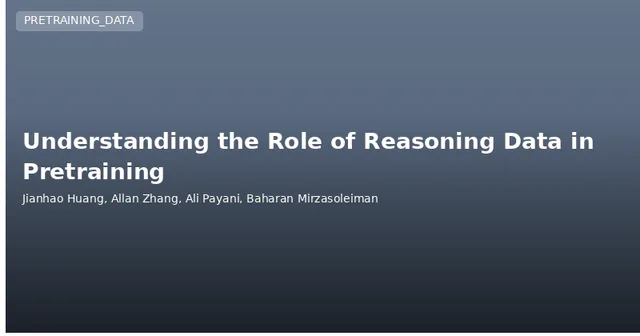 PRETRAINING_DATA
Understanding the Role of Reasoning Data in
Pretraining
Jianhao Huang, Allan Zhang, Ali Payani, Baharan Mirzasoleiman